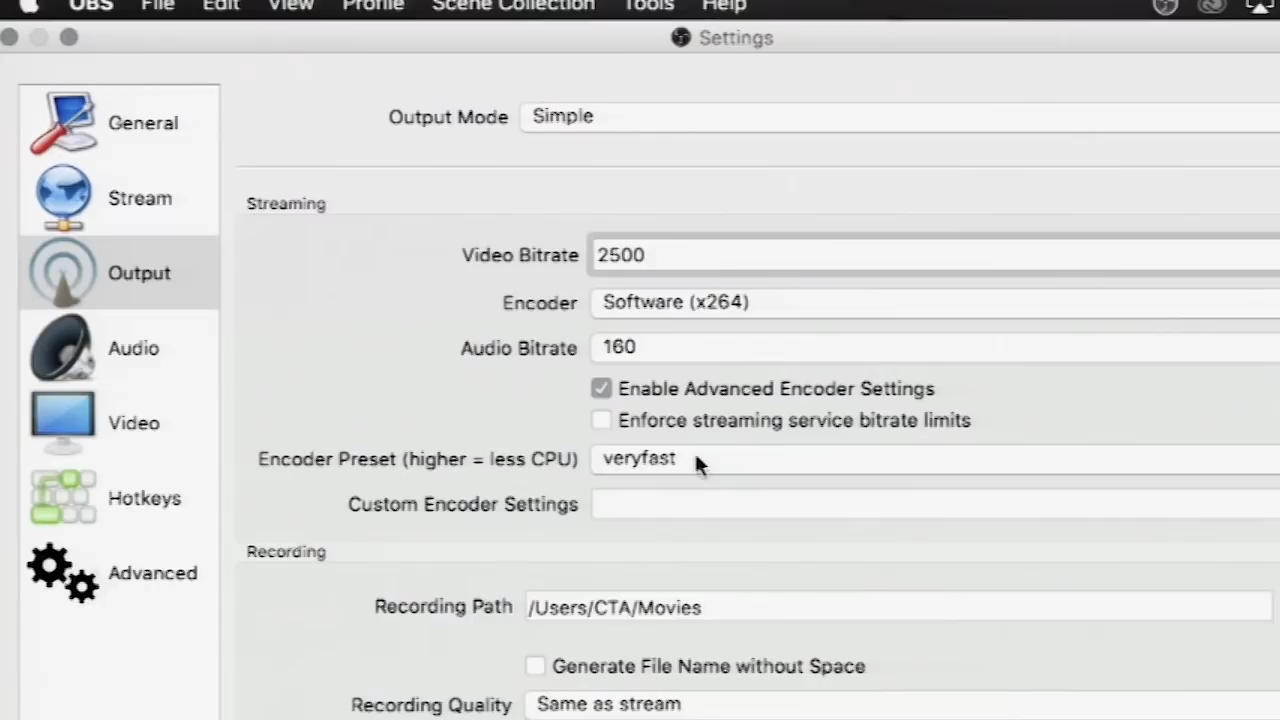 OBS File Edit View Profile Scene Collection Tools Help
Settings
General
Stream
Output
Audio
Video
Hotkeys
Advanced
Output Mode Simple
Streaming
Video Bitrate 2500
Encoder Software (x264)
Audio Bitrate 160
Enable Advanced Encoder Settings
Enforce streaming service bitrate limits
Encoder Preset (higher = less CPU) veryfast
Custom Encoder Settings
Recording
Recording Path /Users/CTA/Movies
Generate File Name without Space
Recording Quality Same as stream